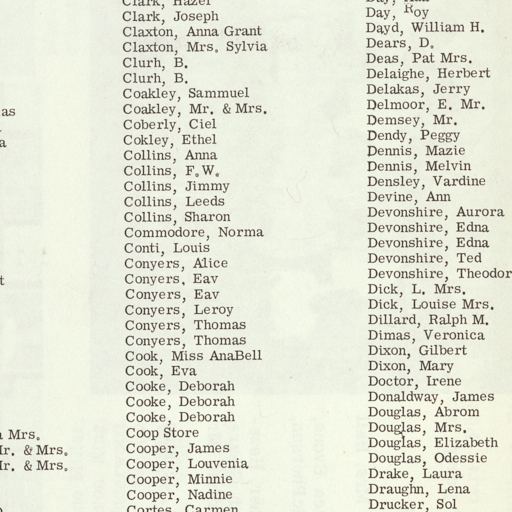 as
a
t
Mrs.
Mr. & Mrs.
Mr. & Mrs.
Clark, Hazel
Clark, Joseph
Claxton, Anna Grant
Claxton, Mrs. Sylvia
Clurh, B.
Clurh, B.
Coakley, Sammuel
Coakley, Mr. & Mrs.
Coberly, Ciel
Cokley, Ethel
Collins, Anna
Collins, F.W.
Collins, Jimmy
Collins, Leeds
Collins, Sharon
Commodore, Norma
Conti, Louis
Conyers, Alice
Conyers, Eav
Conyers, Eav
Conyers, Leroy
Conyers, Thomas
Conyers, Thomas
Cook, Miss AnaBell
Cook, Eva
Cooke, Deborah
Cooke, Deborah
Cooke, Deborah
Coop Store
Cooper, James
Cooper, Louvenia
Cooper, Minnie
Cooper, Nadine
Cortes, Carmen
Day,
Day, Roy
Dayd, William H.
Dears, D.
Deas, Pat Mrs.
Delaighe, Herbert
Delakas, Jerry
Delmoor, E. Mr.
Demsey, Mr.
Dendy, Peggy
Dennis, Mazie
Dennis, Melvin
Densley, Vardine
Devine, Ann
Devonshire, Aurora
Devonshire, Edna
Devonshire, Edna
Devonshire, Ted
Devonshire, Theodor
Dick, L. Mrs.
Dick, Louise Mrs.
Dillard, Ralph M.
Dimas, Veronica
Dixon, Gilbert
Dixon, Mary
Doctor, Irene
Donaldway, James
Douglas, Abrom
Douglas, Mrs.
Douglas, Elizabeth
Douglas, Odessie
Drake, Laura
Draughn, Lena
Drucker, Sol